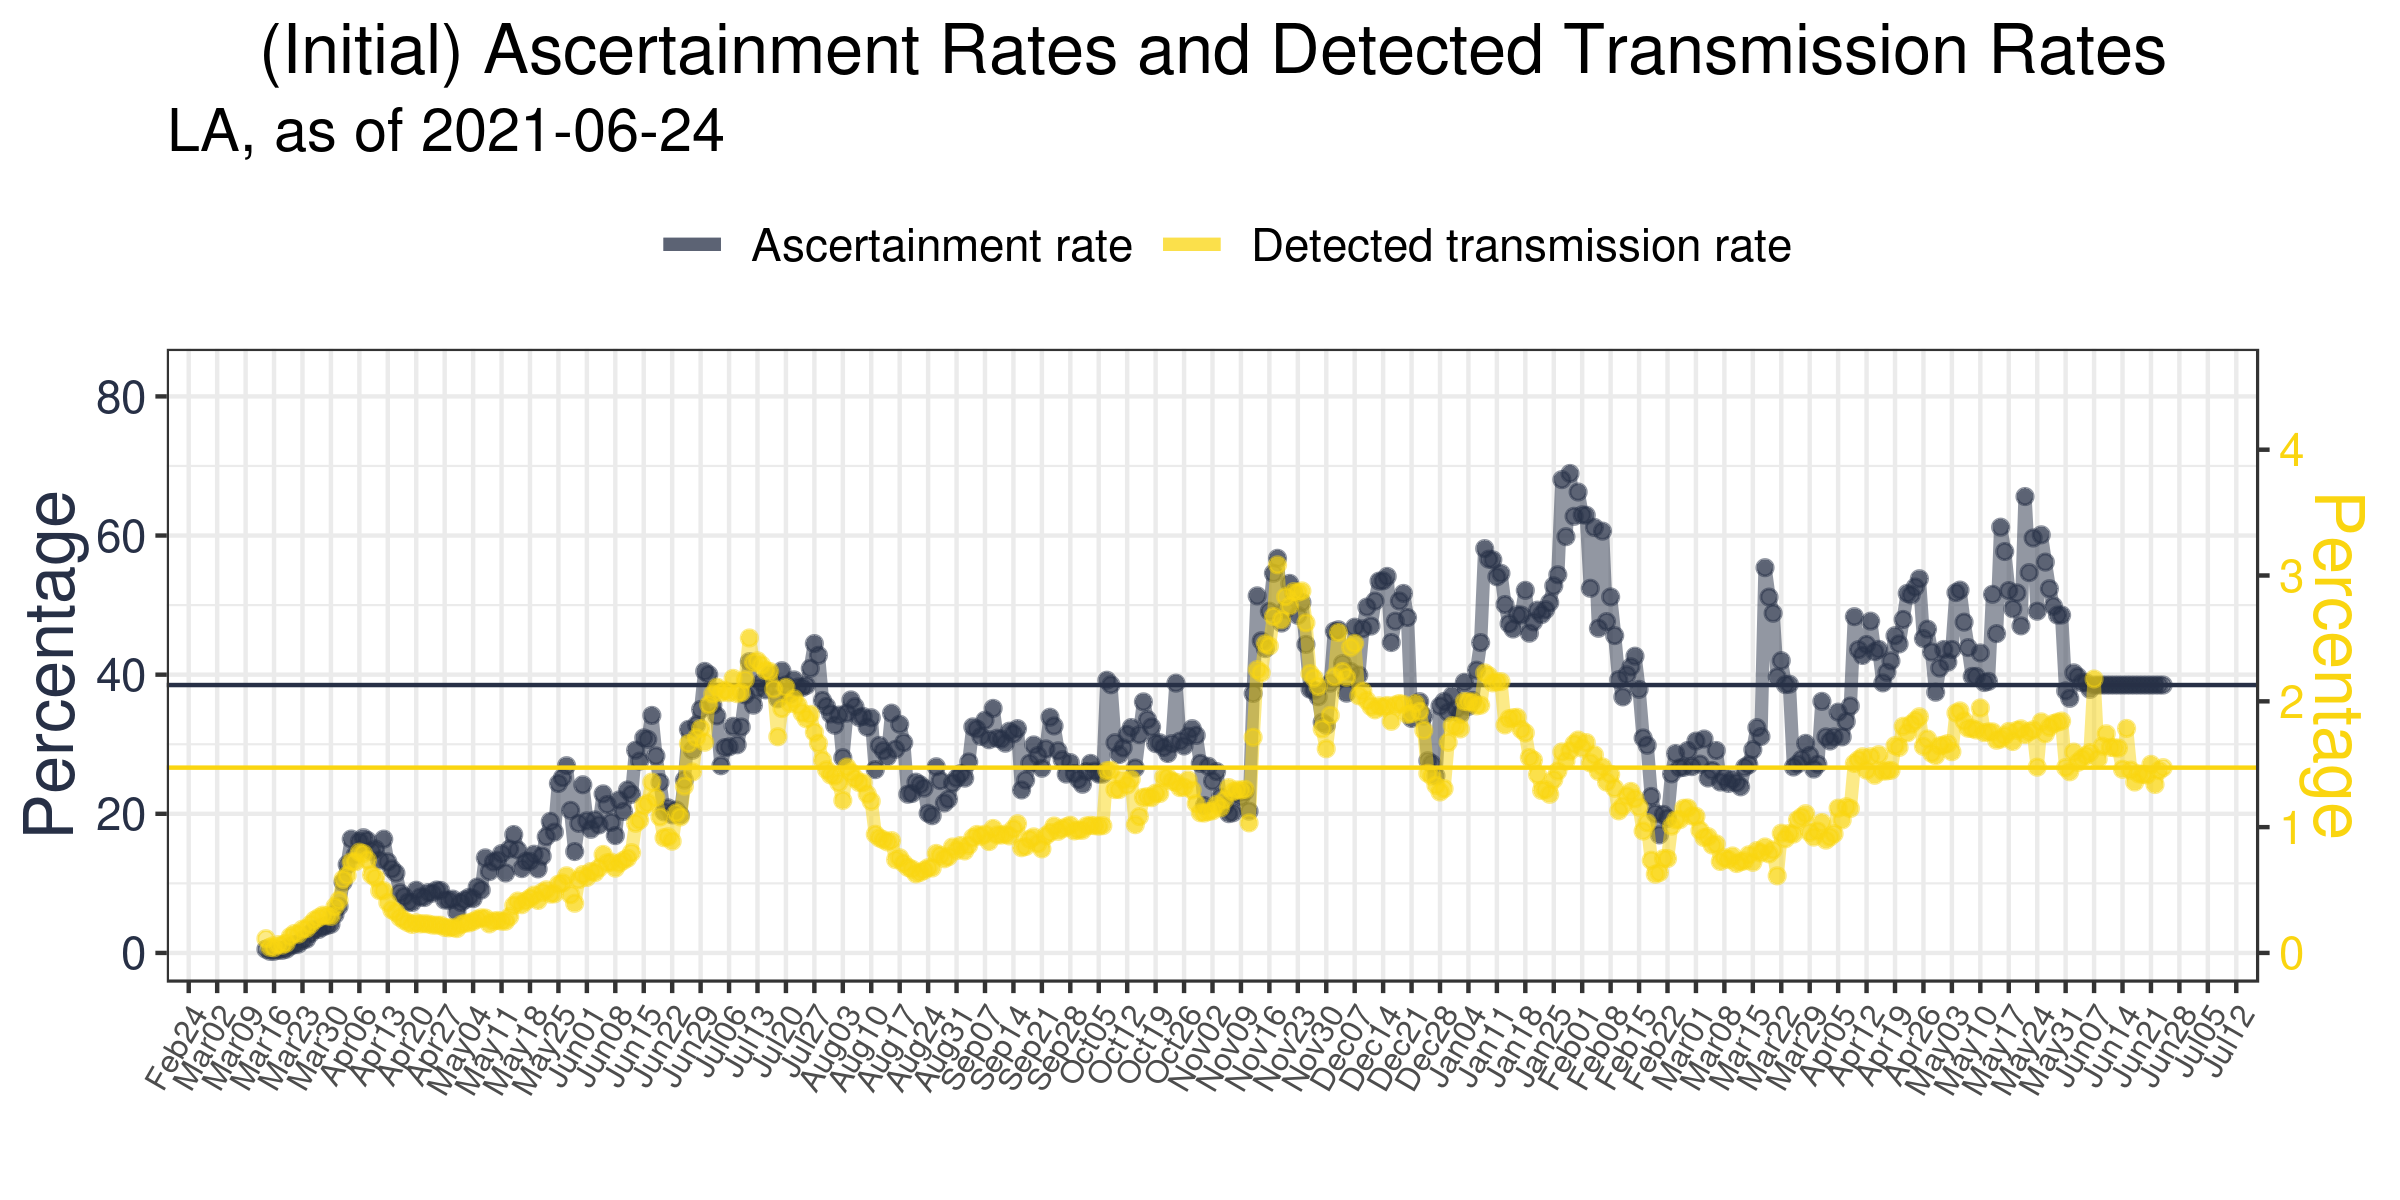 (Initial) Ascertainment Rates and Detected Transmission Rates
LA, as of 2021-06-24
Ascertainment rate Detected transmission rate
Percentage
80
60
40
20
0
4
3
2
1
0
Percentage
Feb24 Mar02 Mar09 Mar16 Mar23 Mar30 Apr06 Apr13 Apr20 Apr27 May04 May11 May18 May25 Jun01 Jun08 Jun15 Jun22 Jun29 Jul06 Jul13 Jul20 Jul27 Aug03 Aug10 Aug17 Aug24 Aug31 Sep07 Sep14 Sep21 Sep28 Oct05 Oct12 Oct19 Oct26 Nov02 Nov09 Nov16 Nov23 Nov30 Dec07 Dec14 Dec21 Dec28 Jan04 Jan11 Jan18 Jan25 Feb01 Feb08 Feb15 Feb22 Mar01 Mar08 Mar15 Mar22 Mar29 Apr05 Apr12 Apr19 Apr26 May03 May10 May17 May24 May31 Jun07 Jun14 Jun21 Jun28 Jul05 Jul12